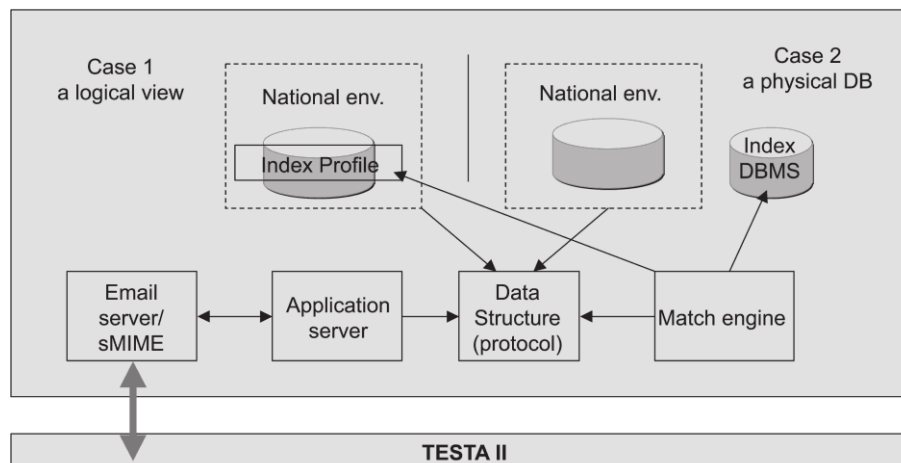 Case 1
a logical view
National env.
Index Profile
National env.
Case 2
a physical DB
Index
DBMS
Email
server/
sMIME
Application
server
Data
Structure
(protocol)
Match engine
TESTA II